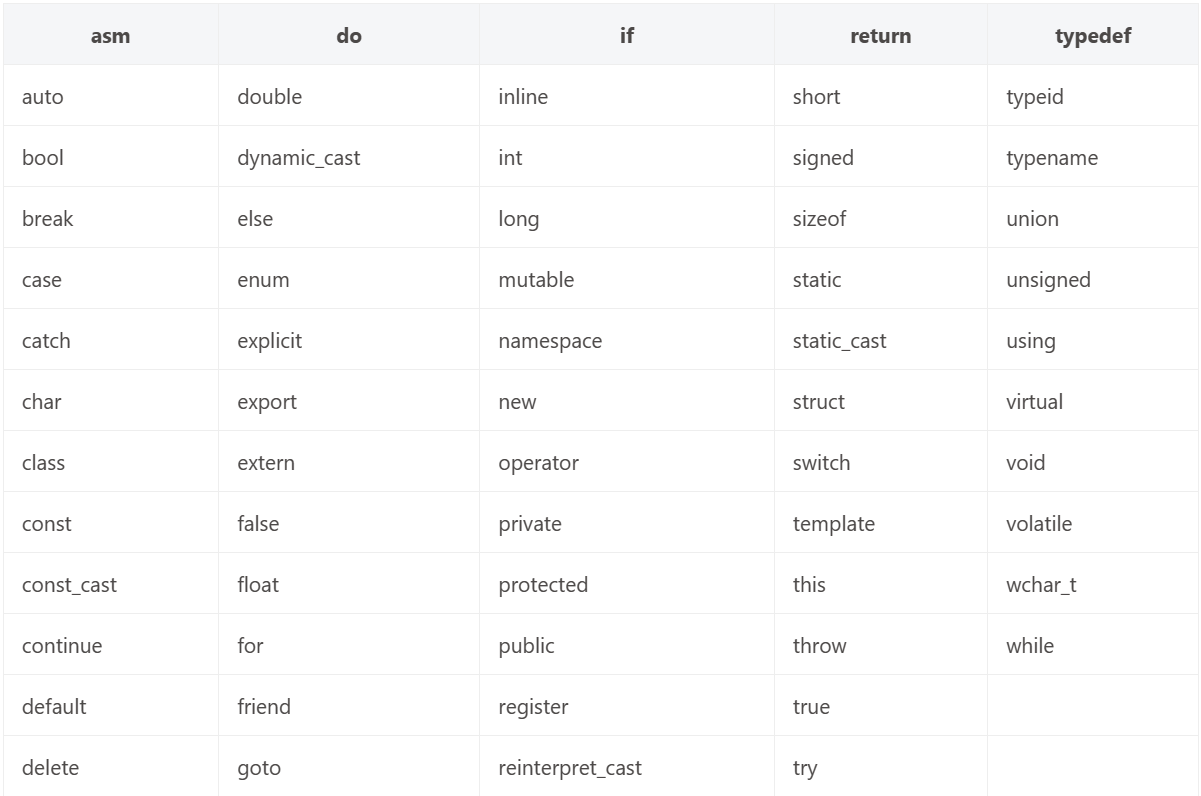 asm do if return typedef
auto double inline short typeid
bool dynamic_cast int signed typename
break else long sizeof union
case enum mutable static unsigned
catch explicit namespace static_cast using
char export new struct virtual
class extern operator switch void
const false private template volatile
const_cast float protected this wchar_t
continue for public throw while
default friend register true
delete goto reinterpret_cast try